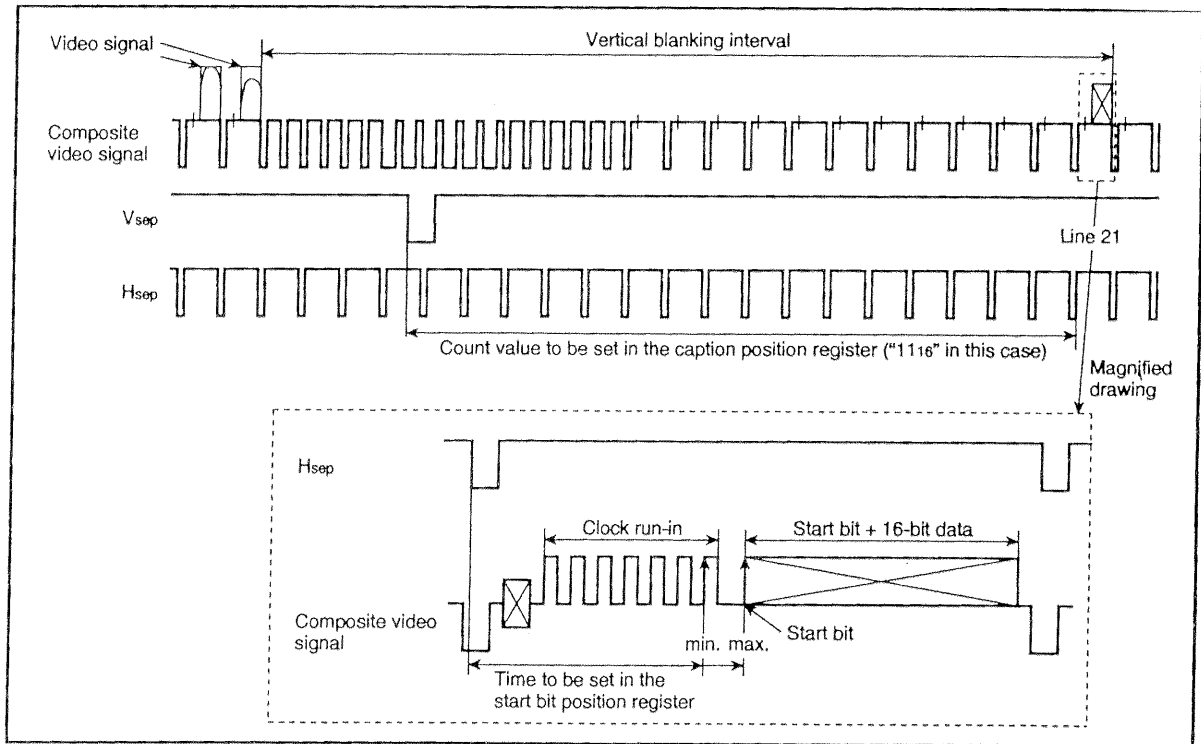 Video signal
Vertical blanking interval
Composite
video signal
Vsep
Line 21
Hsep
Count value to be set in the caption position register (“1116” in this case)
Magnified
drawing
Hsep
Clock run-in
Start bit + 16-bit data
Composite video
signal
min. max.
Start bit
Time to be set in the
start bit position register